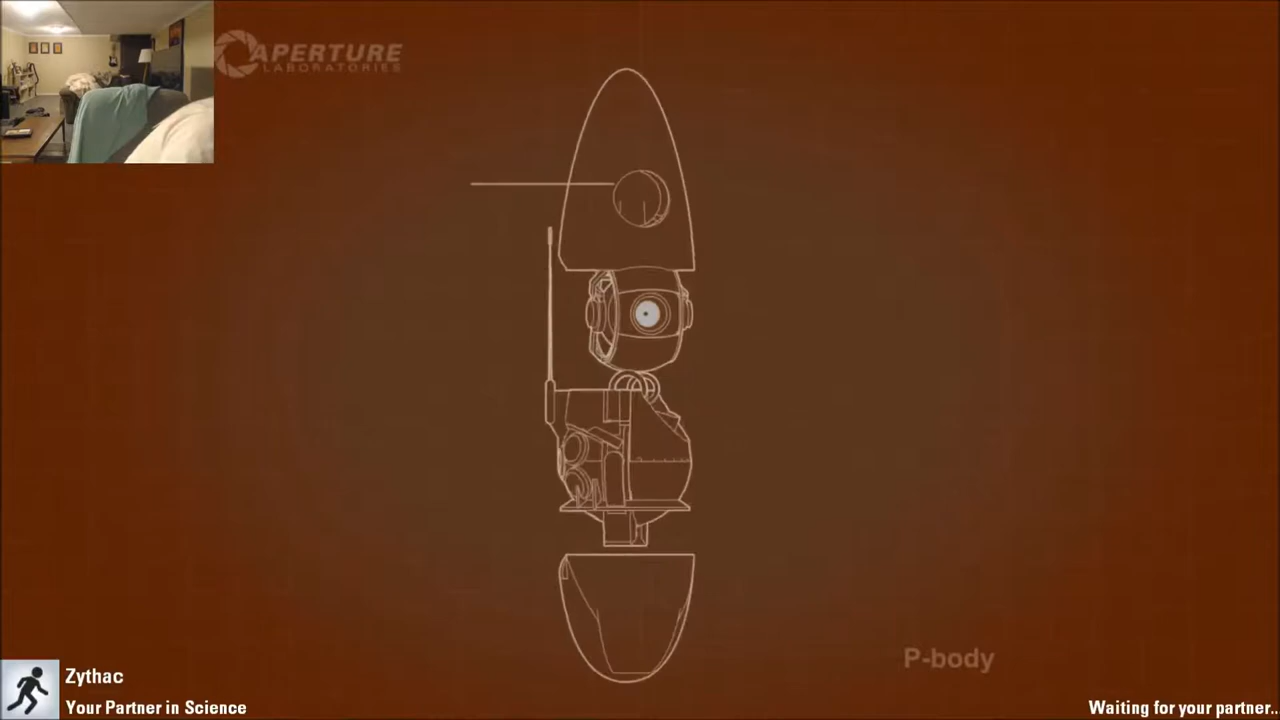 APERTURE
LABORATORIES
P-body
Zythac
Your Partner in Science
Waiting for your partner..